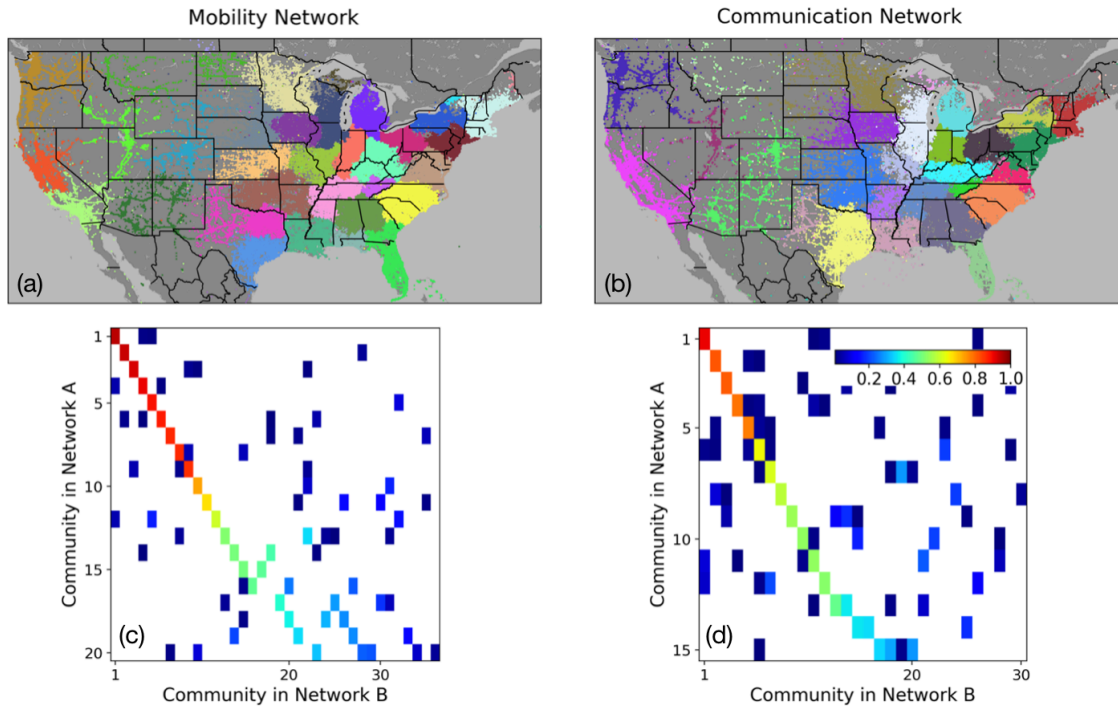 Mobility Network
Communication Network
(a)
(b)
1
5
10
15
20
1
20
30
Community in Network A
Community in Network B
(c)
1
5
10
15
1
20
30
0.2 0.4 0.6 0.8 1.0
Community in Network A
Community in Network B
(d)